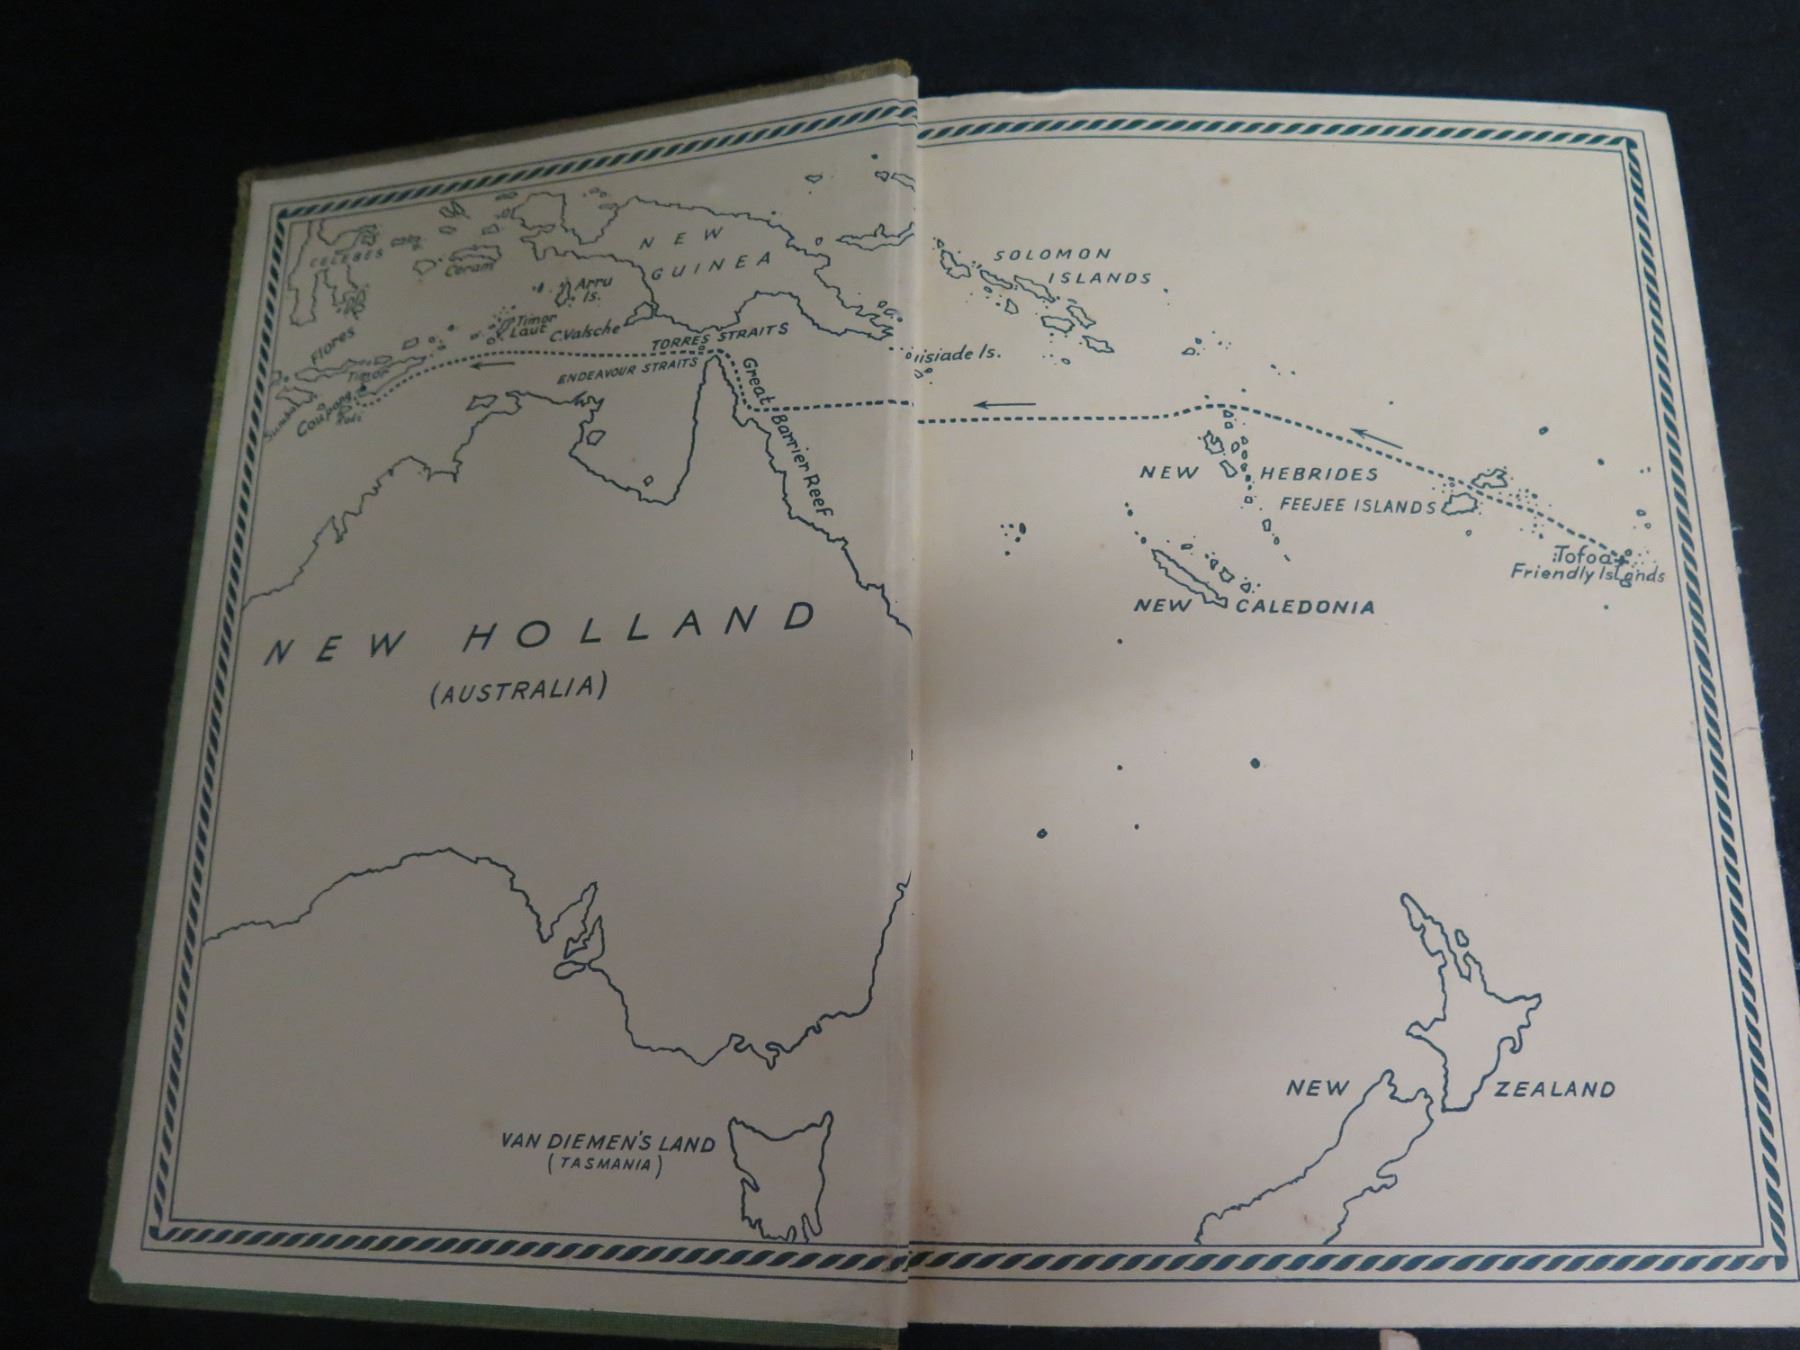 CELEBES
Ceram
NEW
GUINEA
Arru
Is.
Timor
Laut
C. Valsche
Flores
Timor
Coupang
TORRES STRAITS
ENDEAVOUR STRAITS
Great Barrier Reef
NEW HOLLAND
(AUSTRALIA)
VAN DIEMEN'S LAND
(TASMANIA)
SOLOMON
ISLANDS
isiade Is.
NEW HEBRIDES
FEEJEE ISLANDS
Tofoa
Friendly Islands
NEW CALEDONIA
NEW ZEALAND